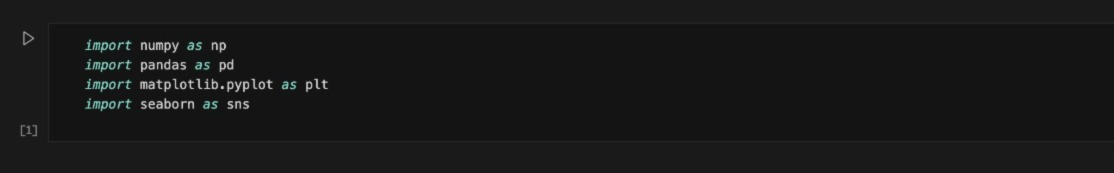 import numpy as np
import pandas as pd
import matplotlib.pyplot as plt
import seaborn as sns
[1]